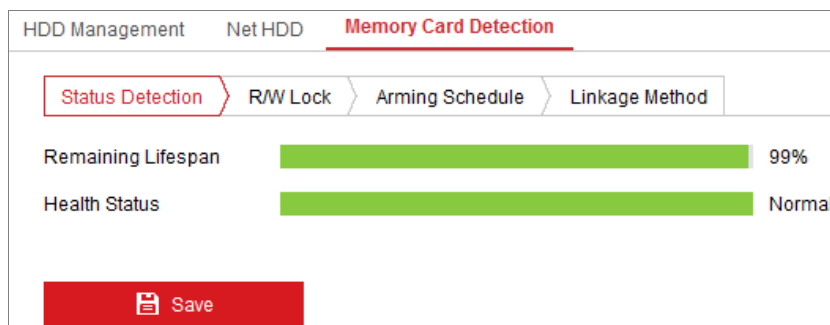 HDD Management Net HDD Memory Card Detection
Status Detection R/W Lock Arming Schedule Linkage Method
Remaining Lifespan 99%
Health Status Normal
Save